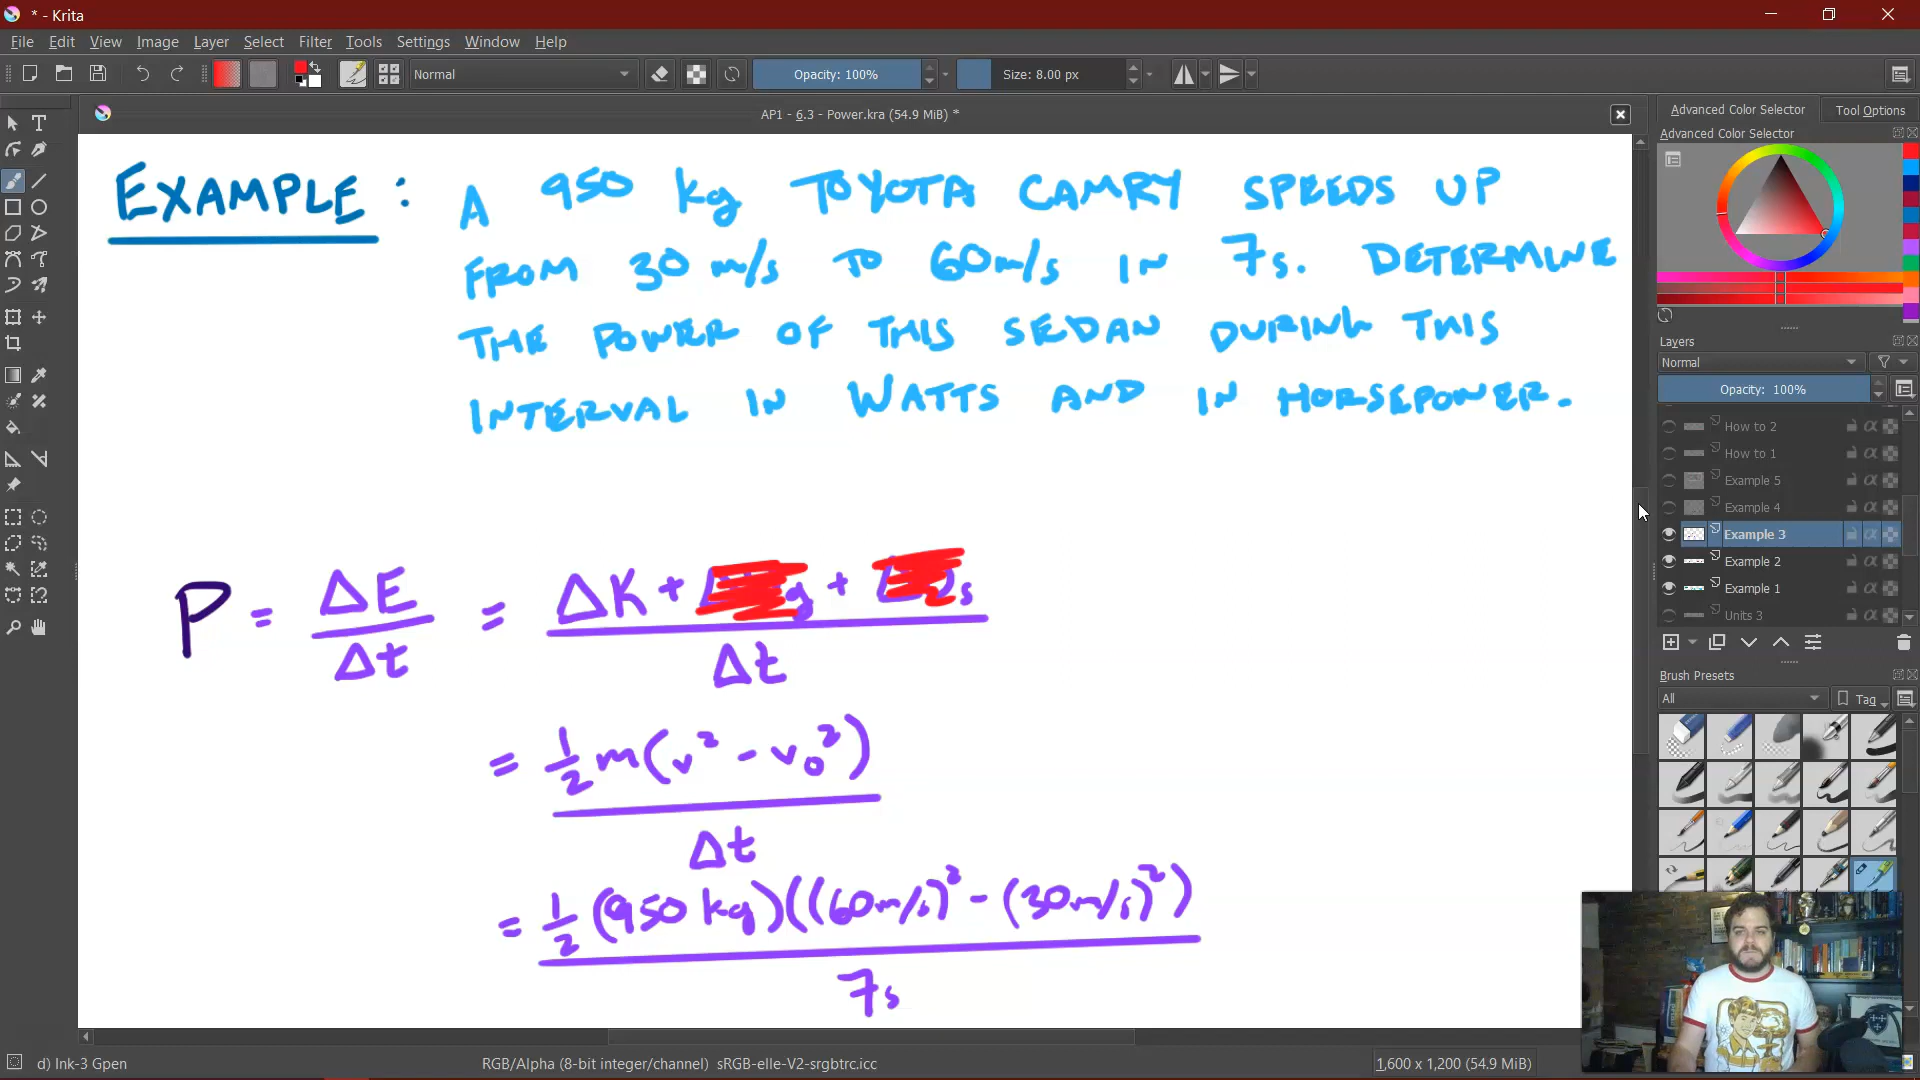 * - Krita
File Edit View Image Layer Select Filter Tools Settings Window Help
Normal Opacity: 100% Size: 8.00 px
AP1 - 6.3 - Power.kra (54.9 MiB) *
Advanced Color Selector Tool Options
Advanced Color Selector
EXAMPLE : A 950 kg TOYOTA CAMRY SPEEDS UP
FROM 30 m/s TO 60m/s IN 7s. DETERMINE
THE POWER OF THIS SEDAN DURING THIS
INTERVAL IN WATTS AND IN HORSEPOWER.
P = ΔE/Δt = (ΔK + g + s)/Δt
= ½m(v² - v₀²)/Δt
= ½(950 kg)((60m/s)² - (30m/s)²)/7s
Layers
Normal
Opacity: 100%
How to 2
How to 1
Example 5
Example 4
Example 3
Example 2
Example 1
Units 3
Brush Presets
All Tag
d) Ink-3 Gpen RGB/Alpha (8-bit integer/channel) sRGB-elle-V2-srgbtrc.icc 1,600 x 1,200 (54.9 MiB)